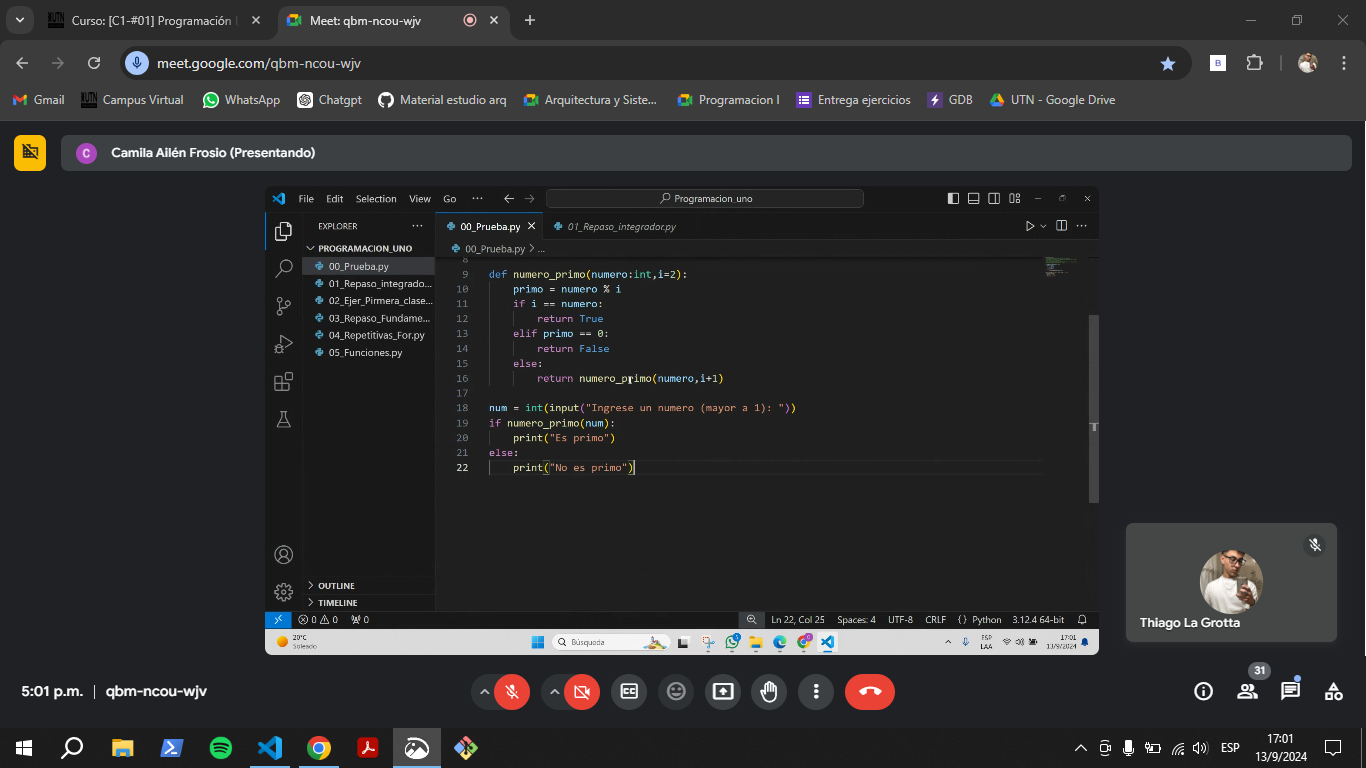 UTN Curso: [C1-#01] Programación I
Meet: qbm-ncou-wjv
meet.google.com/qbm-ncou-wjv
B
Gmail
UTN Campus Virtual
WhatsApp
Chatgpt
Material estudio arq
Arquitectura y Siste...
Programacion I
Entrega ejercicios
GDB
UTN - Google Drive
C Camila Ailén Frosio (Presentando)
File Edit Selection View Go ··· Programacion_uno
EXPLORER ···
00_Prueba.py
01_Repaso_integrador.py
PROGRAMACION_UNO
00_Prueba.py > ...
00_Prueba.py
01_Repaso_integrado...
02_Ejer_Pirmera_clase...
03_Repaso_Fundame...
04_Repetitivas_For.py
05_Funciones.py
8
9 def numero_primo(numero:int,i=2):
10 primo = numero % i
11 if i == numero:
12 return True
13 elif primo == 0:
14 return False
15 else:
16 return numero_primo(numero,i+1)
17
18 num = int(input("Ingrese un numero (mayor a 1): "))
19 if numero_primo(num):
20 print("Es primo")
21 else:
22 print("No es primo")
OUTLINE
TIMELINE
0 0 0 Ln 22, Col 25 Spaces: 4 UTF-8 CRLF {} Python 3.12.4 64-bit
20°C
Soleado
Búsqueda
ESP
LAA
17:01
13/9/2024
Thiago La Grotta
5:01 p.m. | qbm-ncou-wjv
31
ESP
17:01
13/9/2024